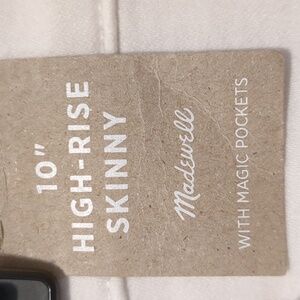 10"
HIGH-RISE
SKINNY
Madewell
WITH MAGIC POCKETS